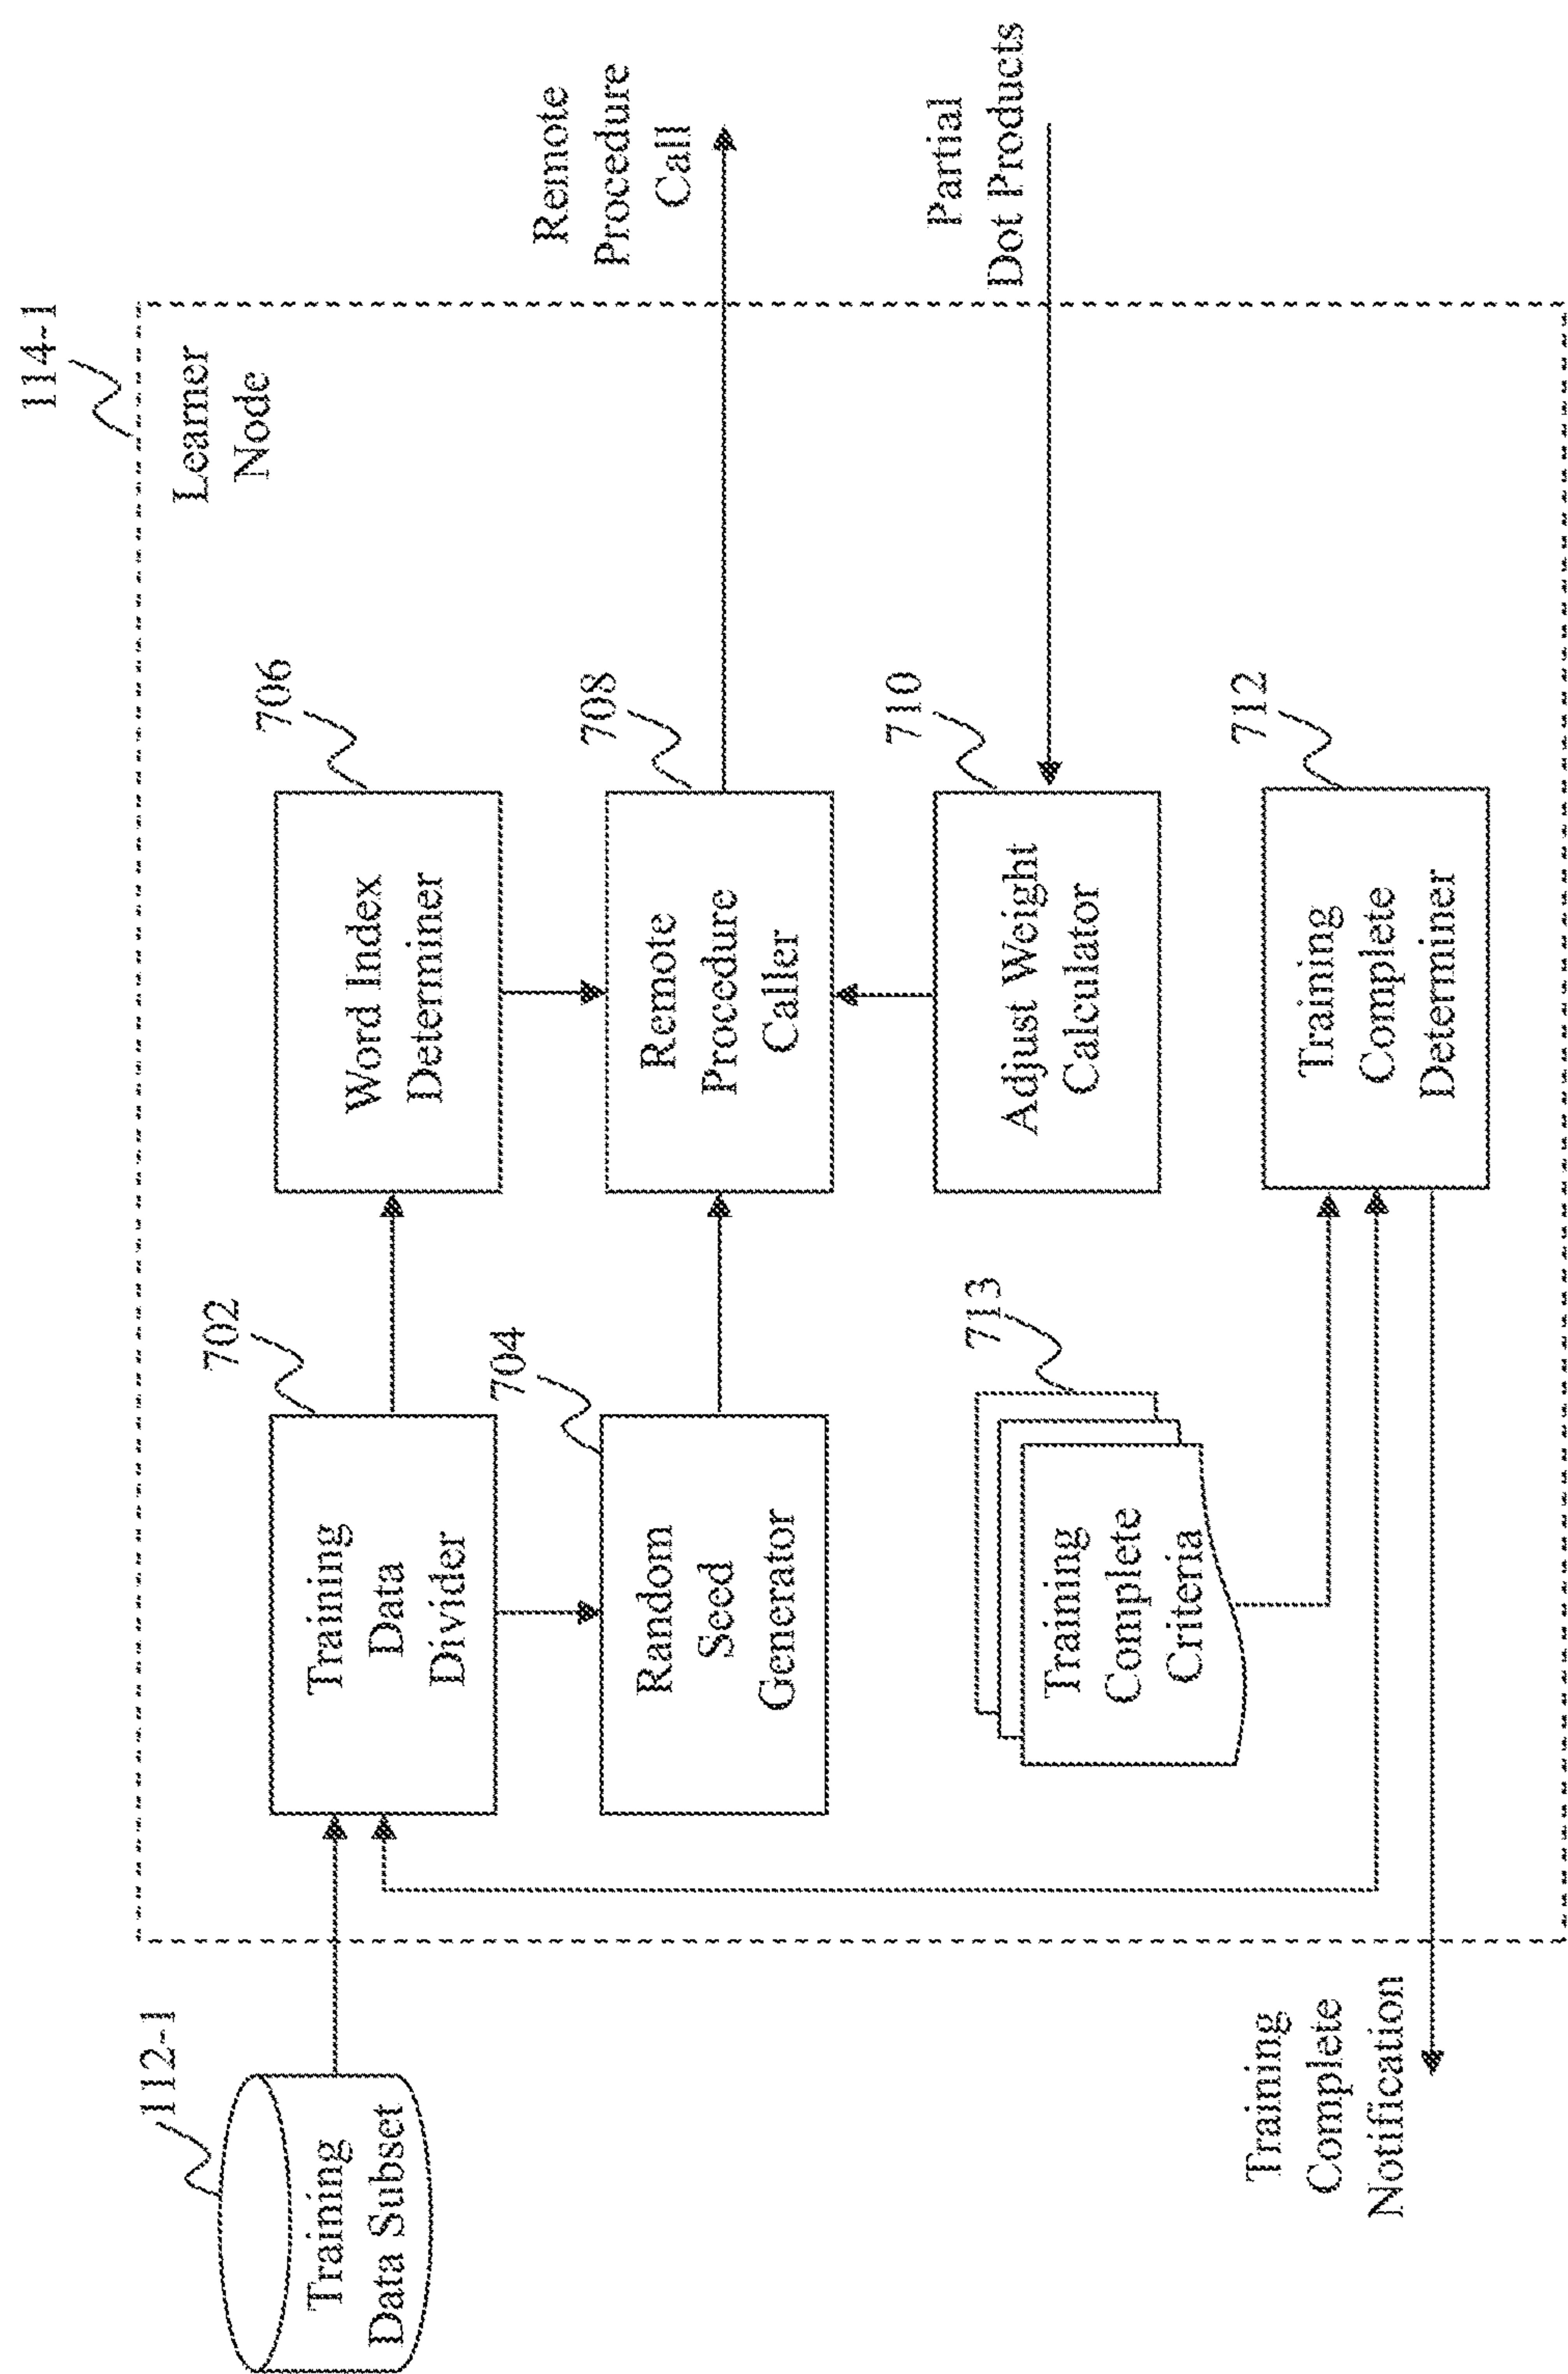 114-1
Learner
Node
112-1
Training
Data Subset
702
Training
Data
Divider
706
Word Index
Determiner
704
Random
Seed
Generator
708
Remote
Procedure
Caller
Remote
Procedure
Call
713
Training
Complete
Criteria
710
Adjust Weight
Calculator
Partial
Dot Products
712
Training
Complete
Determiner
Training
Complete
Notification